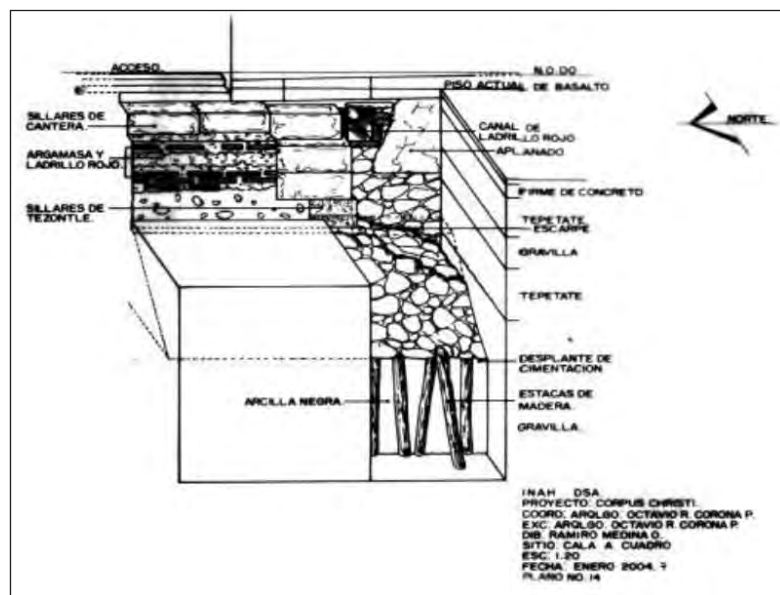 ACCESO.
N.O.DO
PISO ACTUAL DE BASALTO
SILLARES DE
CANTERA.
NORTE.
CANAL DE
LADRILLO ROJO
APLANADO.
ARGAMASA Y
LADRILLO ROJO.
FIRME DE CONCRETO
SILLARES DE
TEZONTLE.
TEPETATE
ESCARPE
GRAVILLA
TEPETATE
DESPLANTE DE
CIMENTACION
ARCILLA NEGRA.
ESTACAS DE
MADERA.
GRAVILLA.
INAH DSA
PROYECTO: CORPUS CHRISTI.
COORD: ARQLGO. OCTAVIO R. CORONA P.
EXC. ARQLGO. OCTAVIO R. CORONA P.
DIB. RAMIRO MEDINA O.
SITIO: CALA A CUADRO
ESC. 1.20
FECHA: ENERO 2004.
PLANO NO. 14